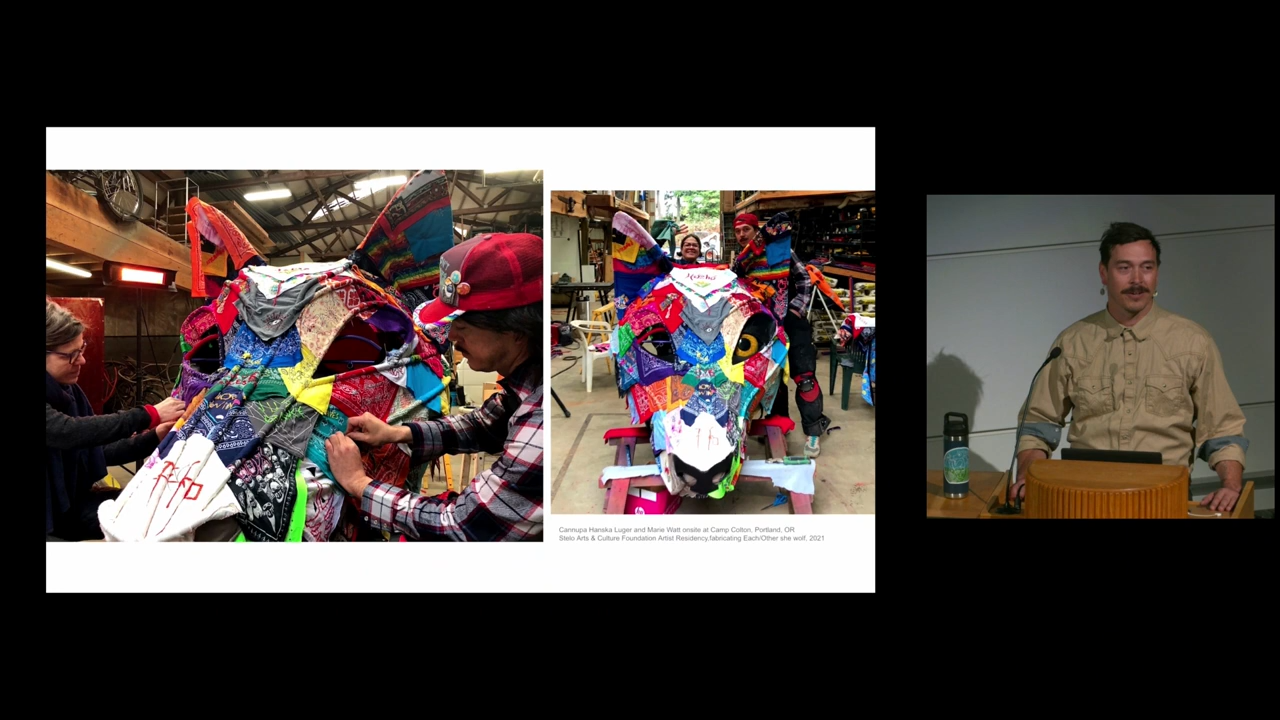 Cannupa Hanska Luger and Marie Watt onsite at Camp Colton, Portland, OR
Stelo Arts & Culture Foundation Artist Residency,fabricating Each/Other she wolf, 2021